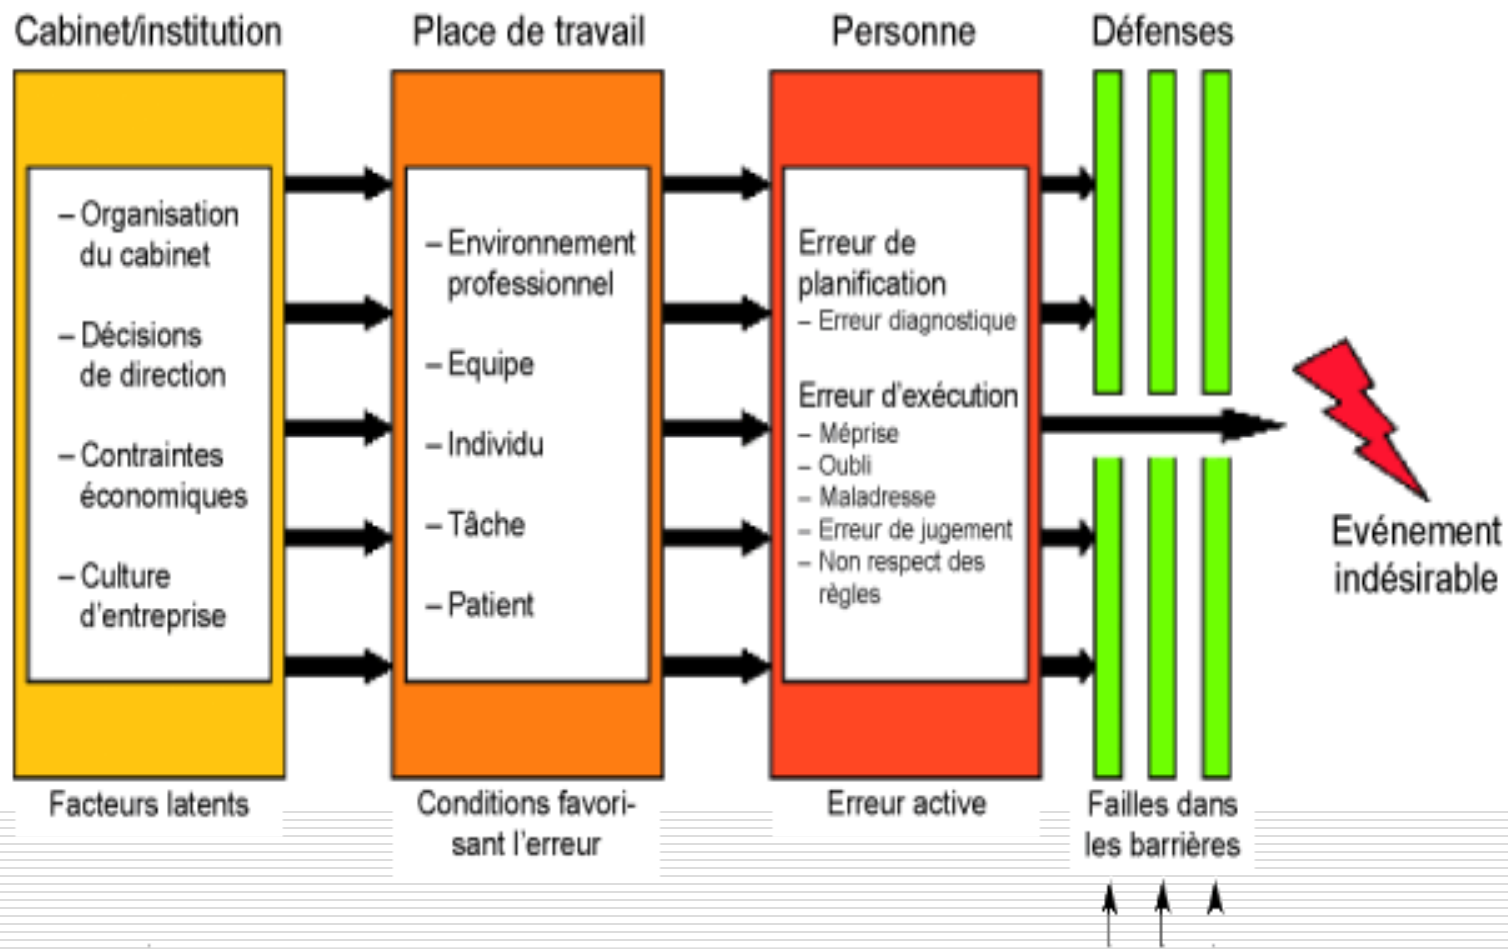 Cabinet/institution
Place de travail
Personne
Défenses
– Organisation
du cabinet
– Décisions
de direction
– Contraintes
économiques
– Culture
d'entreprise
– Environnement
professionnel
– Equipe
– Individu
– Tâche
– Patient
Erreur de
planification
– Erreur diagnostique
Erreur d'exécution
– Méprise
– Oubli
– Maladresse
– Erreur de jugement
– Non respect des
règles
Evénement
indésirable
Facteurs latents
Conditions favori-
sant l'erreur
Erreur active
Failles dans
les barrières